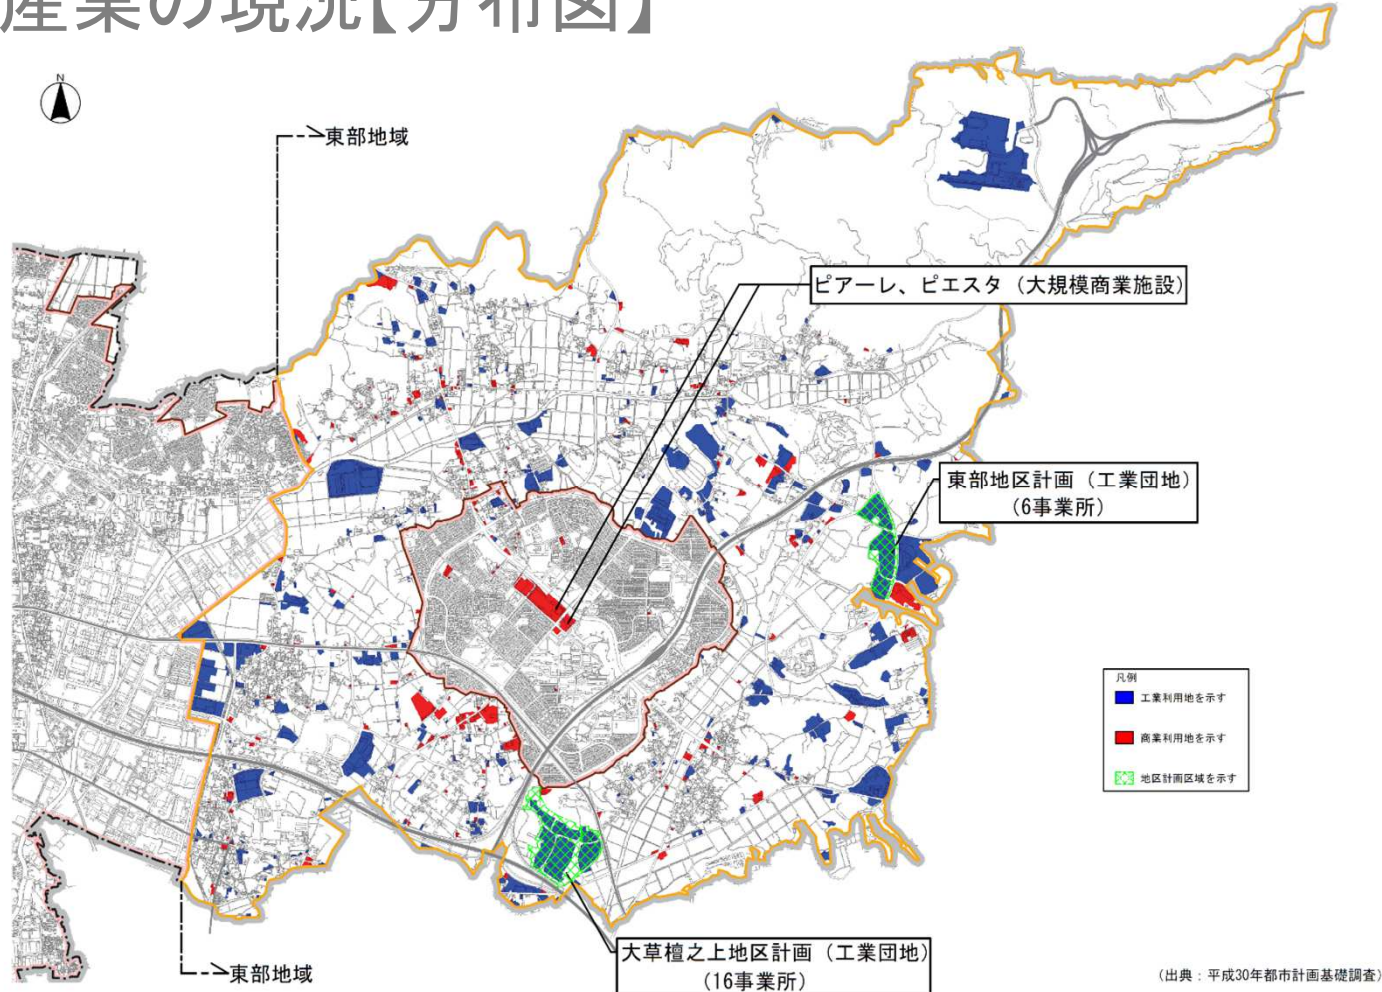 産業の現況【分布図】
N
東部地域
ピアーレ、ピエスタ（大規模商業施設）
東部地区計画（工業団地）
（6事業所）
凡例
工業利用地を示す
商業利用地を示す
地区計画区域を示す
大草檀之上地区計画（工業団地）
（16事業所）
東部地域
（出典：平成30年都市計画基礎調査）